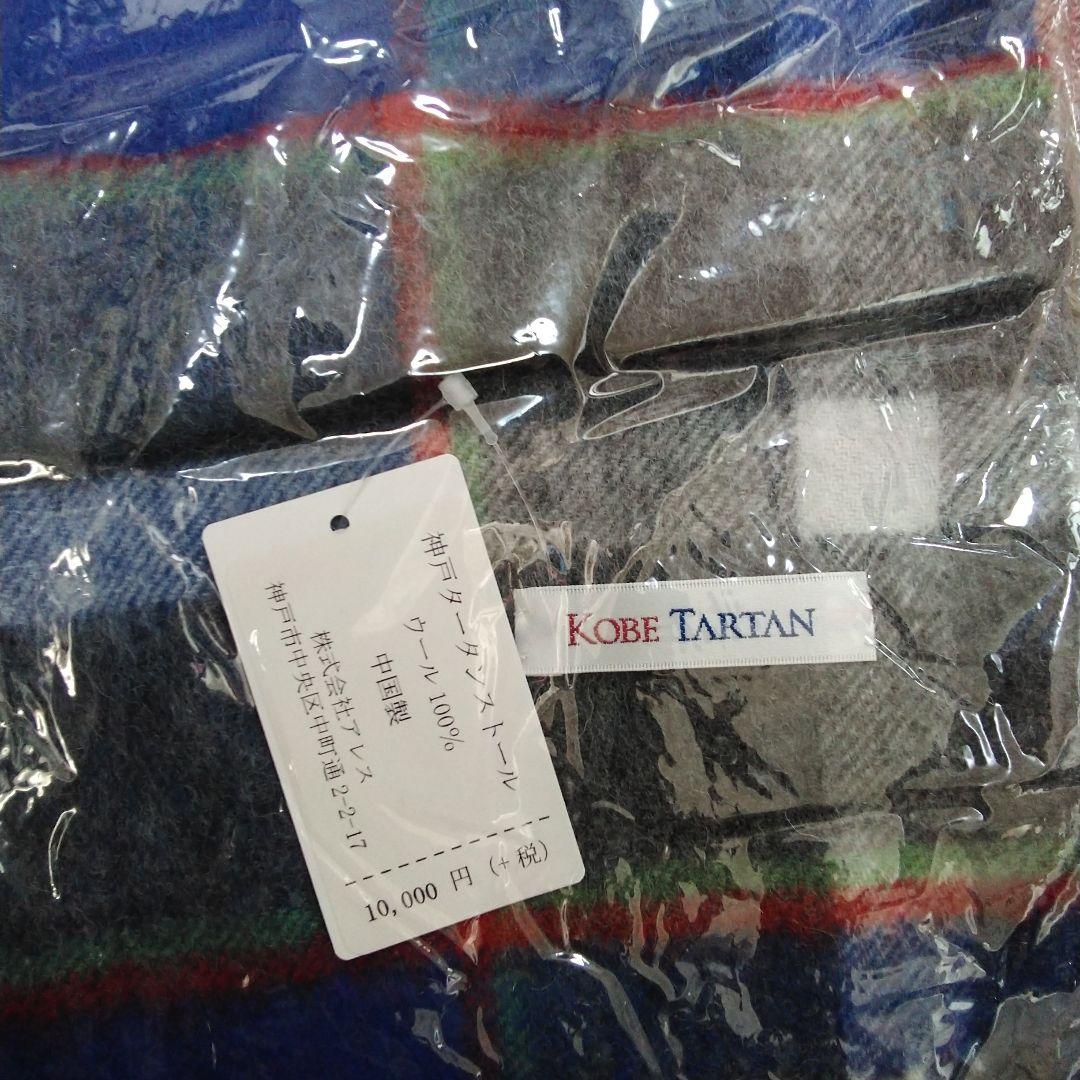 神戸タータンストール
ウール 100%
中国製
株式会社アレス
神戸市中央区中町通 2-2-17
10,000 円 (+ 税)
KOBE TARTAN